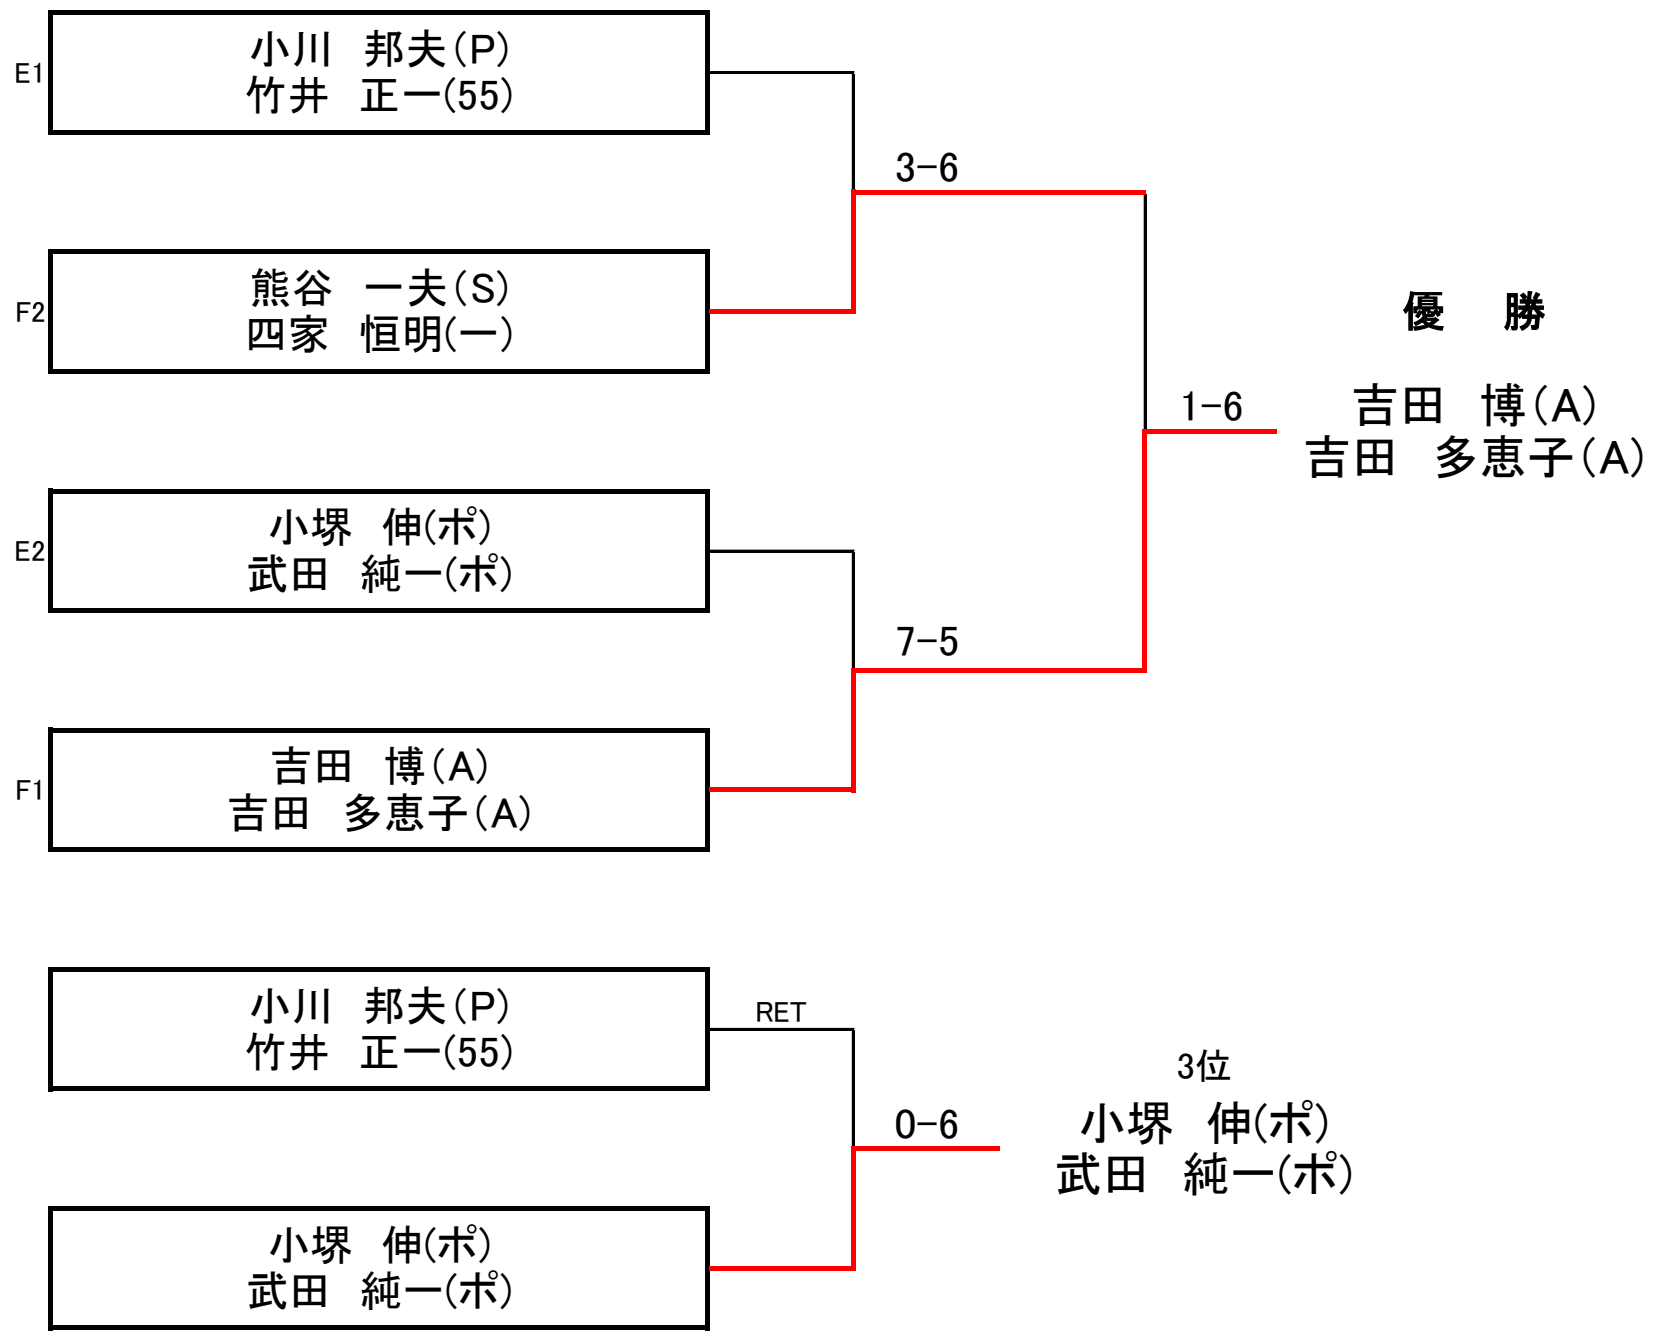 E1
小川　邦夫(P)
竹井　正一(55)
3-6
F2
熊谷　一夫(S)
四家　恒明(一)
優　勝
1-6
吉田　博(A)
吉田　多恵子(A)
E2
小堺　伸(ポ)
武田　純一(ポ)
7-5
F1
吉田　博(A)
吉田　多恵子(A)
小川　邦夫(P)
竹井　正一(55)
RET
3位
0-6
小堺　伸(ポ)
武田　純一(ポ)
小堺　伸(ポ)
武田　純一(ポ)